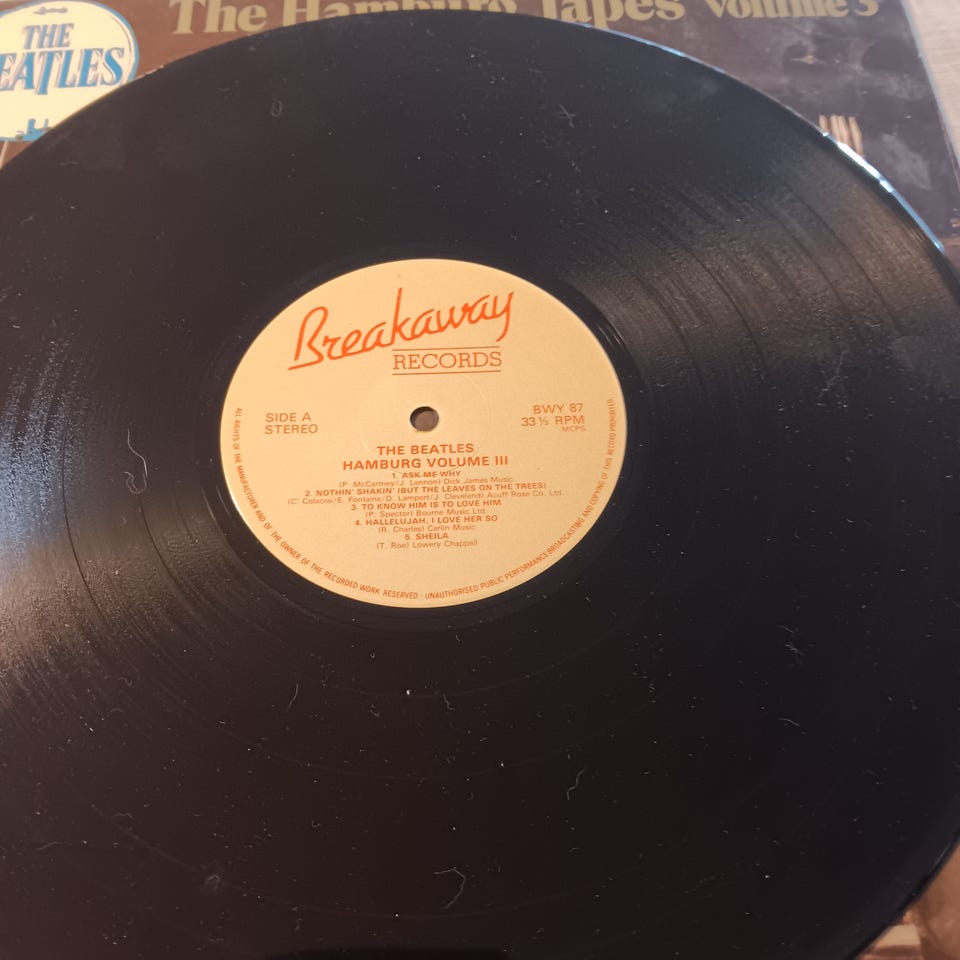 The Hamburg Tapes Volume 3
THE
BEATLES
Breakaway
RECORDS
SIDE A
STEREO
BWY 87
33⅓ RPM
MCPS
THE BEATLES
HAMBURG VOLUME III
1. ASK ME WHY
(P. McCartney/J. Lennon) Dick James Music
2. NOTHIN' SHAKIN' (BUT THE LEAVES ON THE TREES)
(C. Colacrai/E. Fontaine/D. Lampert/J. Cleveland) Acuff Rose Co. Ltd.
3. TO KNOW HIM IS TO LOVE HIM
(P. Spector) Bourne Music Ltd.
4. HALLELUJAH; I LOVE HER SO
(R. Charles) Carlin Music
5. SHEILA
(T. Roe) Lowery Chappell
ALL RIGHTS OF THE MANUFACTURER AND OF THE OWNER OF THE RECORDED WORK RESERVED · UNAUTHORISED PUBLIC PERFORMANCE BROADCASTING AND COPYING OF THIS RECORD PROHIBITED